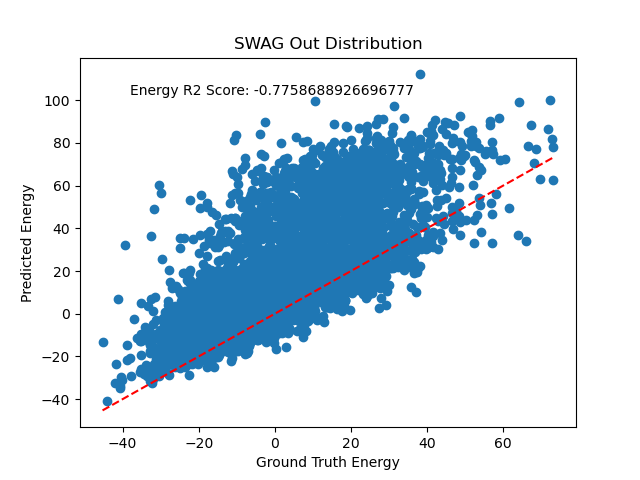 SWAG Out Distribution
Energy R2 Score: -0.7758688926696777
Predicted Energy
100
80
60
40
20
0
−20
−40
−40 −20 0 20 40 60
Ground Truth Energy